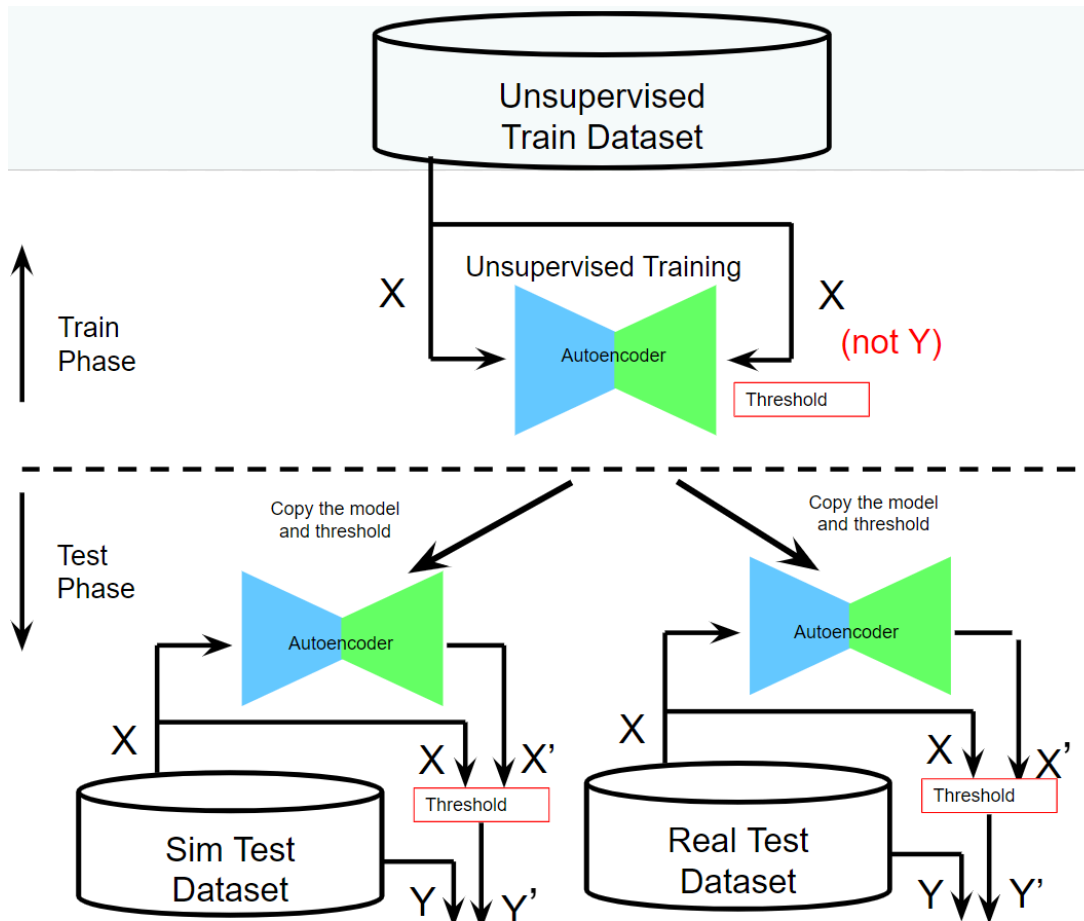 Unsupervised
Train Dataset
Unsupervised Training
X
X
(not Y)
Train
Phase
Autoencoder
Threshold
Copy the model
and threshold
Copy the model
and threshold
Test
Phase
Autoencoder
Autoencoder
X
X
X’
X
X
X’
Threshold
Threshold
Sim Test
Dataset
Real Test
Dataset
Y
Y’
Y
Y’